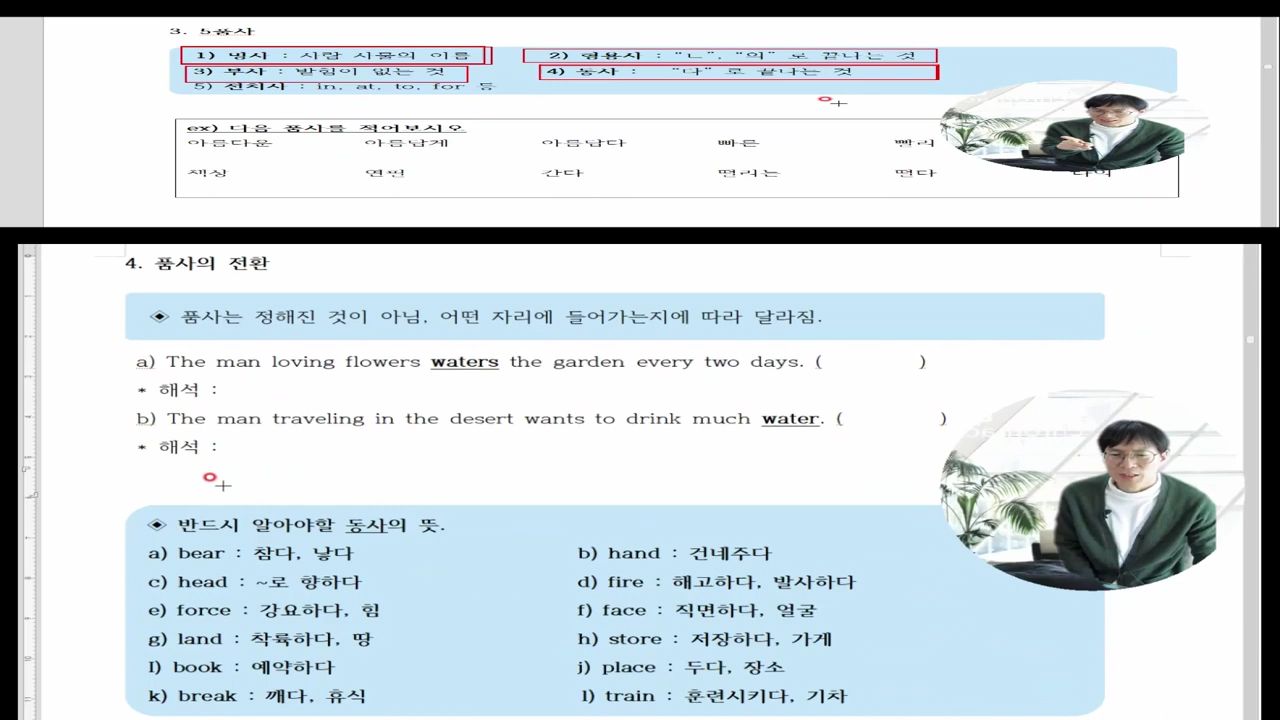 3. 5품사
1) 명사 : 사람 사물의 이름 2) 형용사 : "ㄴ", "의" 로 끝나는 것
3) 부사 : 받침이 없는 것 4) 동사 : "다" 로 끝나는 것
5) 전치사 : in, at, to, for 등
ex) 다음 품사를 적어보시오
아름다운 아름답게 아름답다 빠른 빨리
책상 연필 간다 떨리는 떤다 나의
4. 품사의 전환
◈ 품사는 정해진 것이 아님, 어떤 자리에 들어가는지에 따라 달라짐.
a) The man loving flowers waters the garden every two days. ( )
* 해석 :
b) The man traveling in the desert wants to drink much water. ( )
* 해석 :
◈ 반드시 알아야할 동사의 뜻.
a) bear : 참다, 낳다 b) hand : 건네주다
c) head : ~로 향하다 d) fire : 해고하다, 발사하다
e) force : 강요하다, 힘 f) face : 직면하다, 얼굴
g) land : 착륙하다, 땅 h) store : 저장하다, 가게
I) book : 예약하다 j) place : 두다, 장소
k) break : 깨다, 휴식 l) train : 훈련시키다, 기차